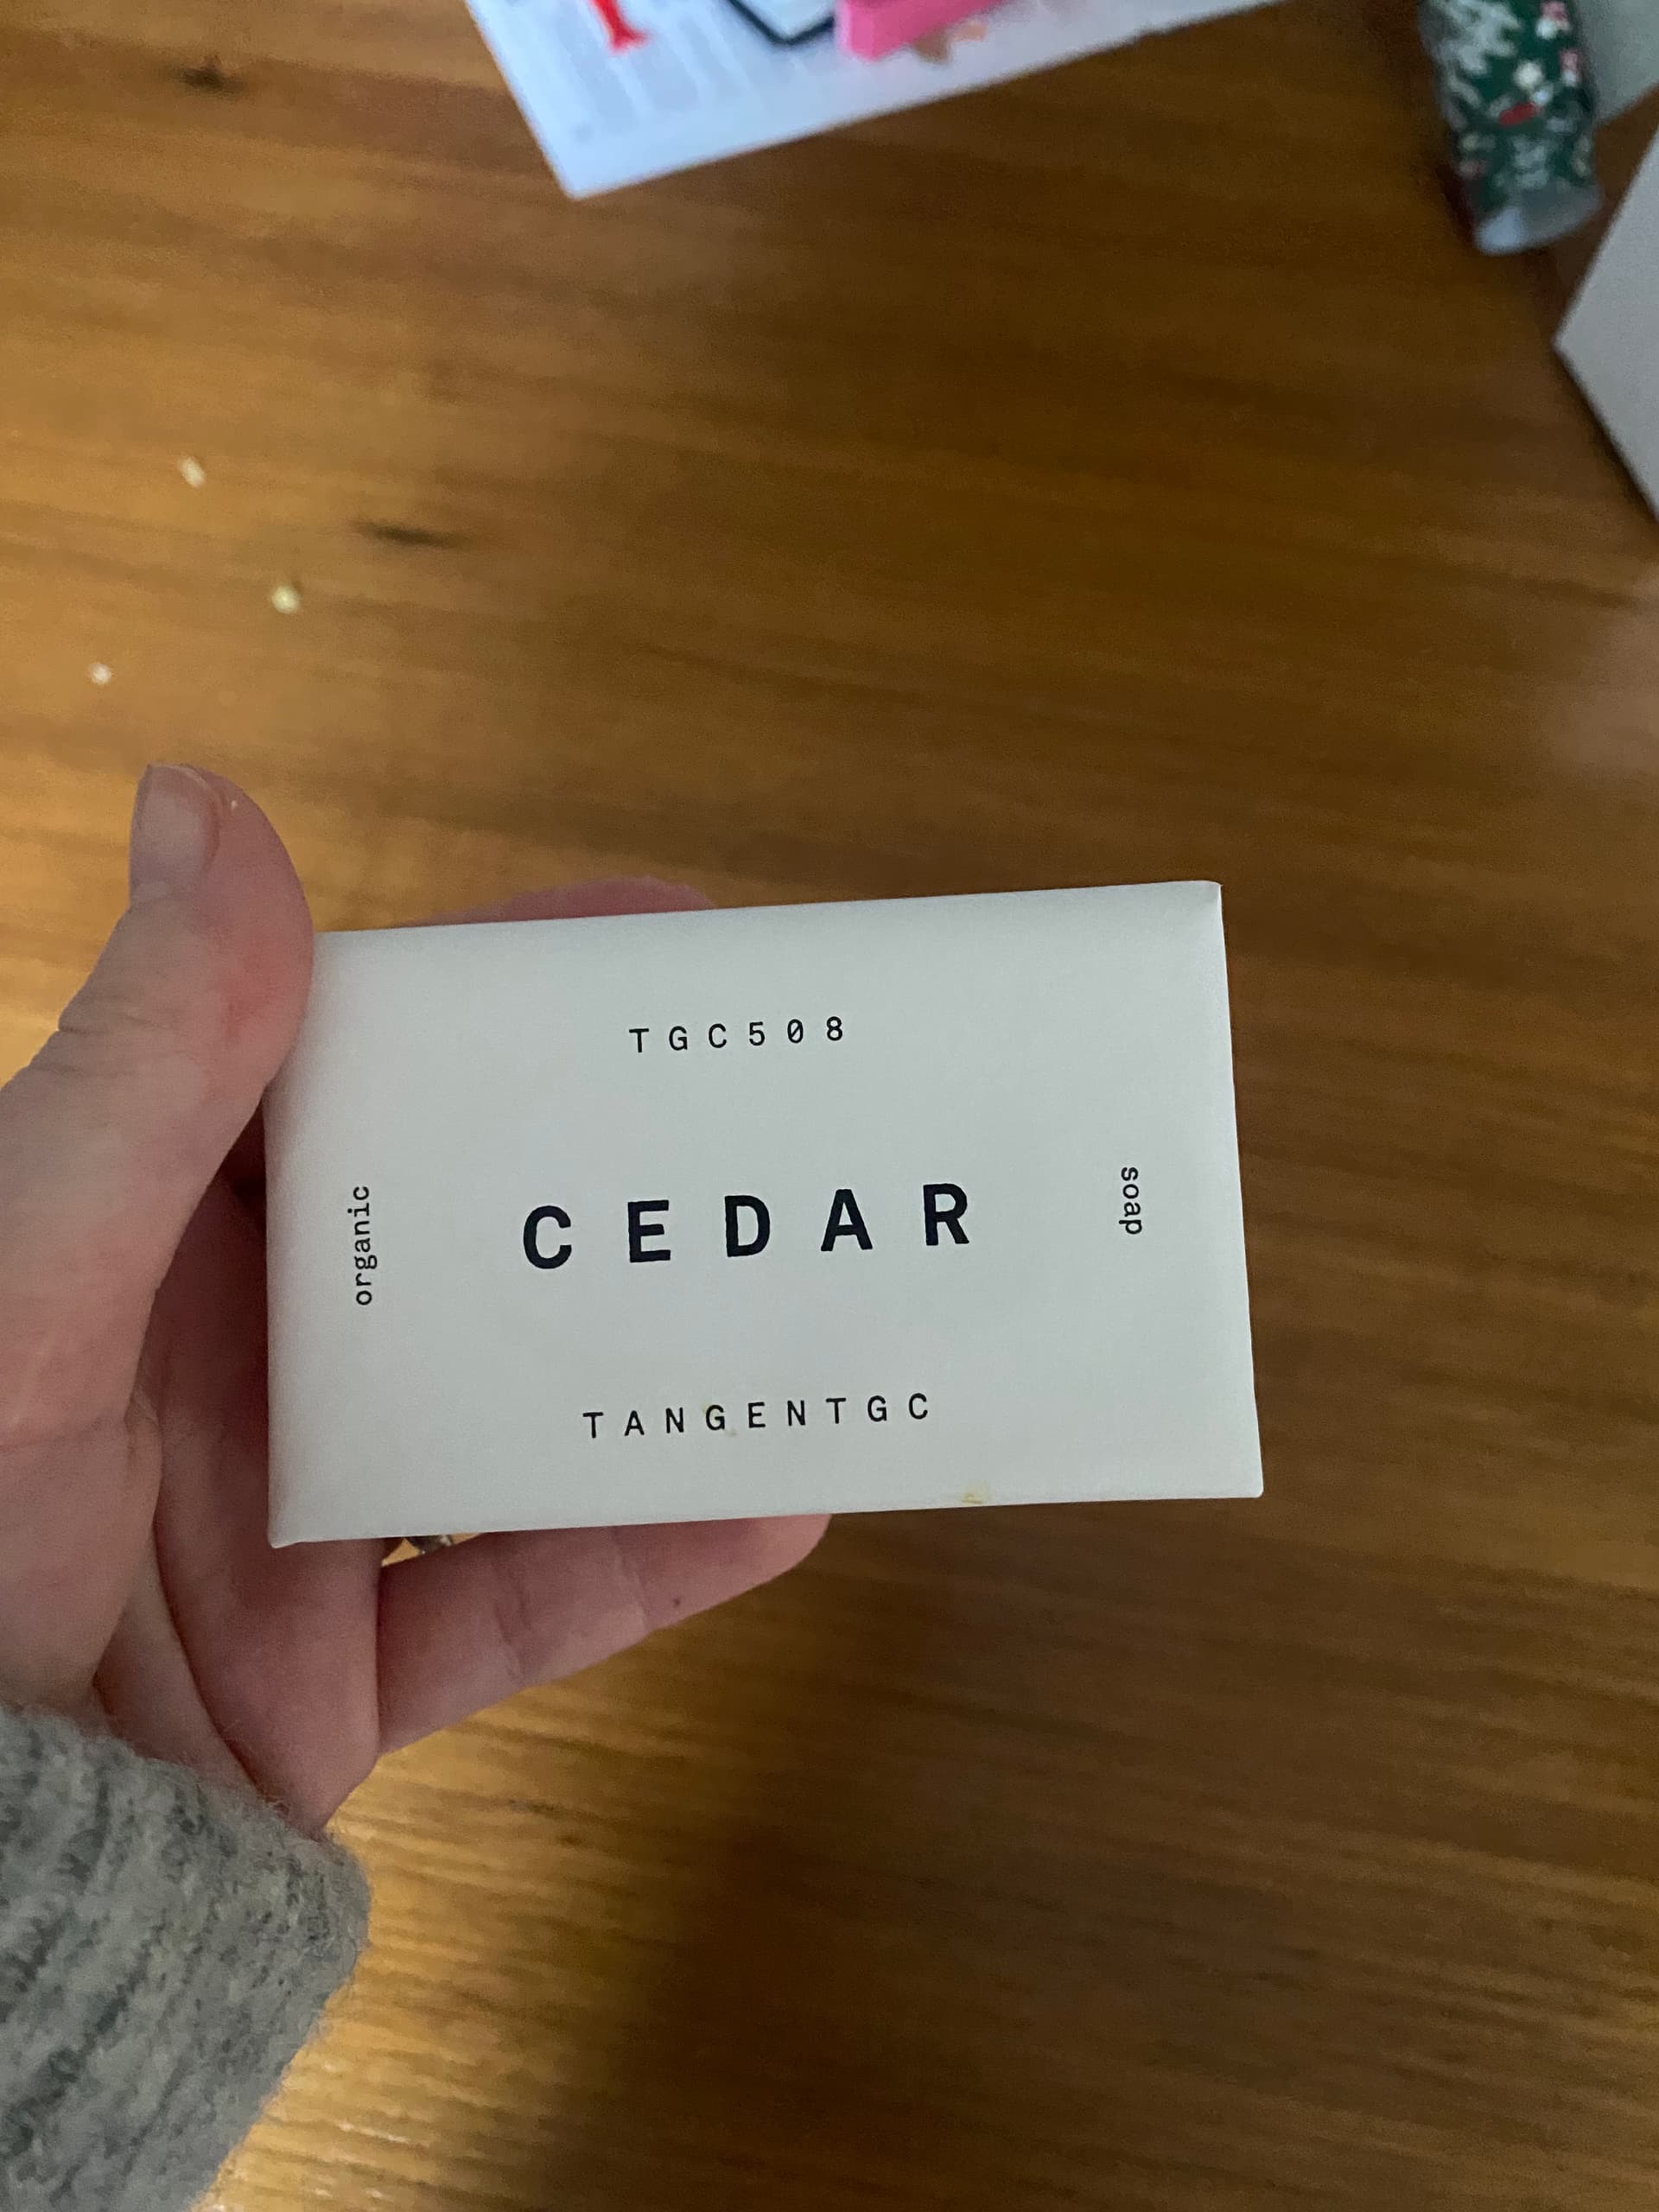 TGC508
organic
CEDAR
soap
TANGENTGC